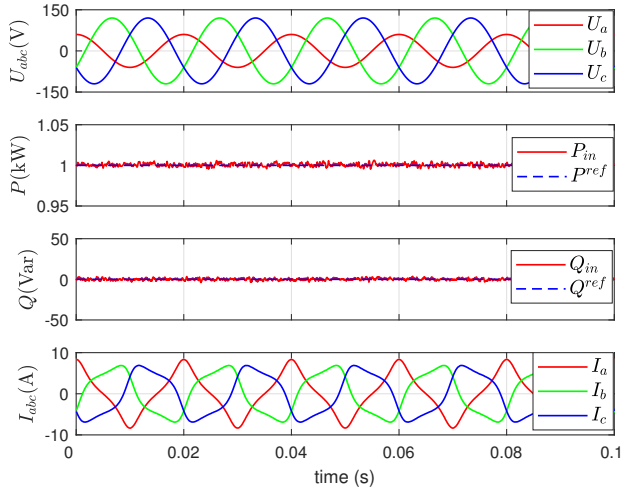 150
0
-150
U_abc(V)
U_a
U_b
U_c
1.05
1
0.95
P(kW)
P_in
P^ref
50
0
-50
Q(Var)
Q_in
Q^ref
10
0
-10
I_abc(A)
I_a
I_b
I_c
0 0.02 0.04 0.06 0.08 0.1
time (s)